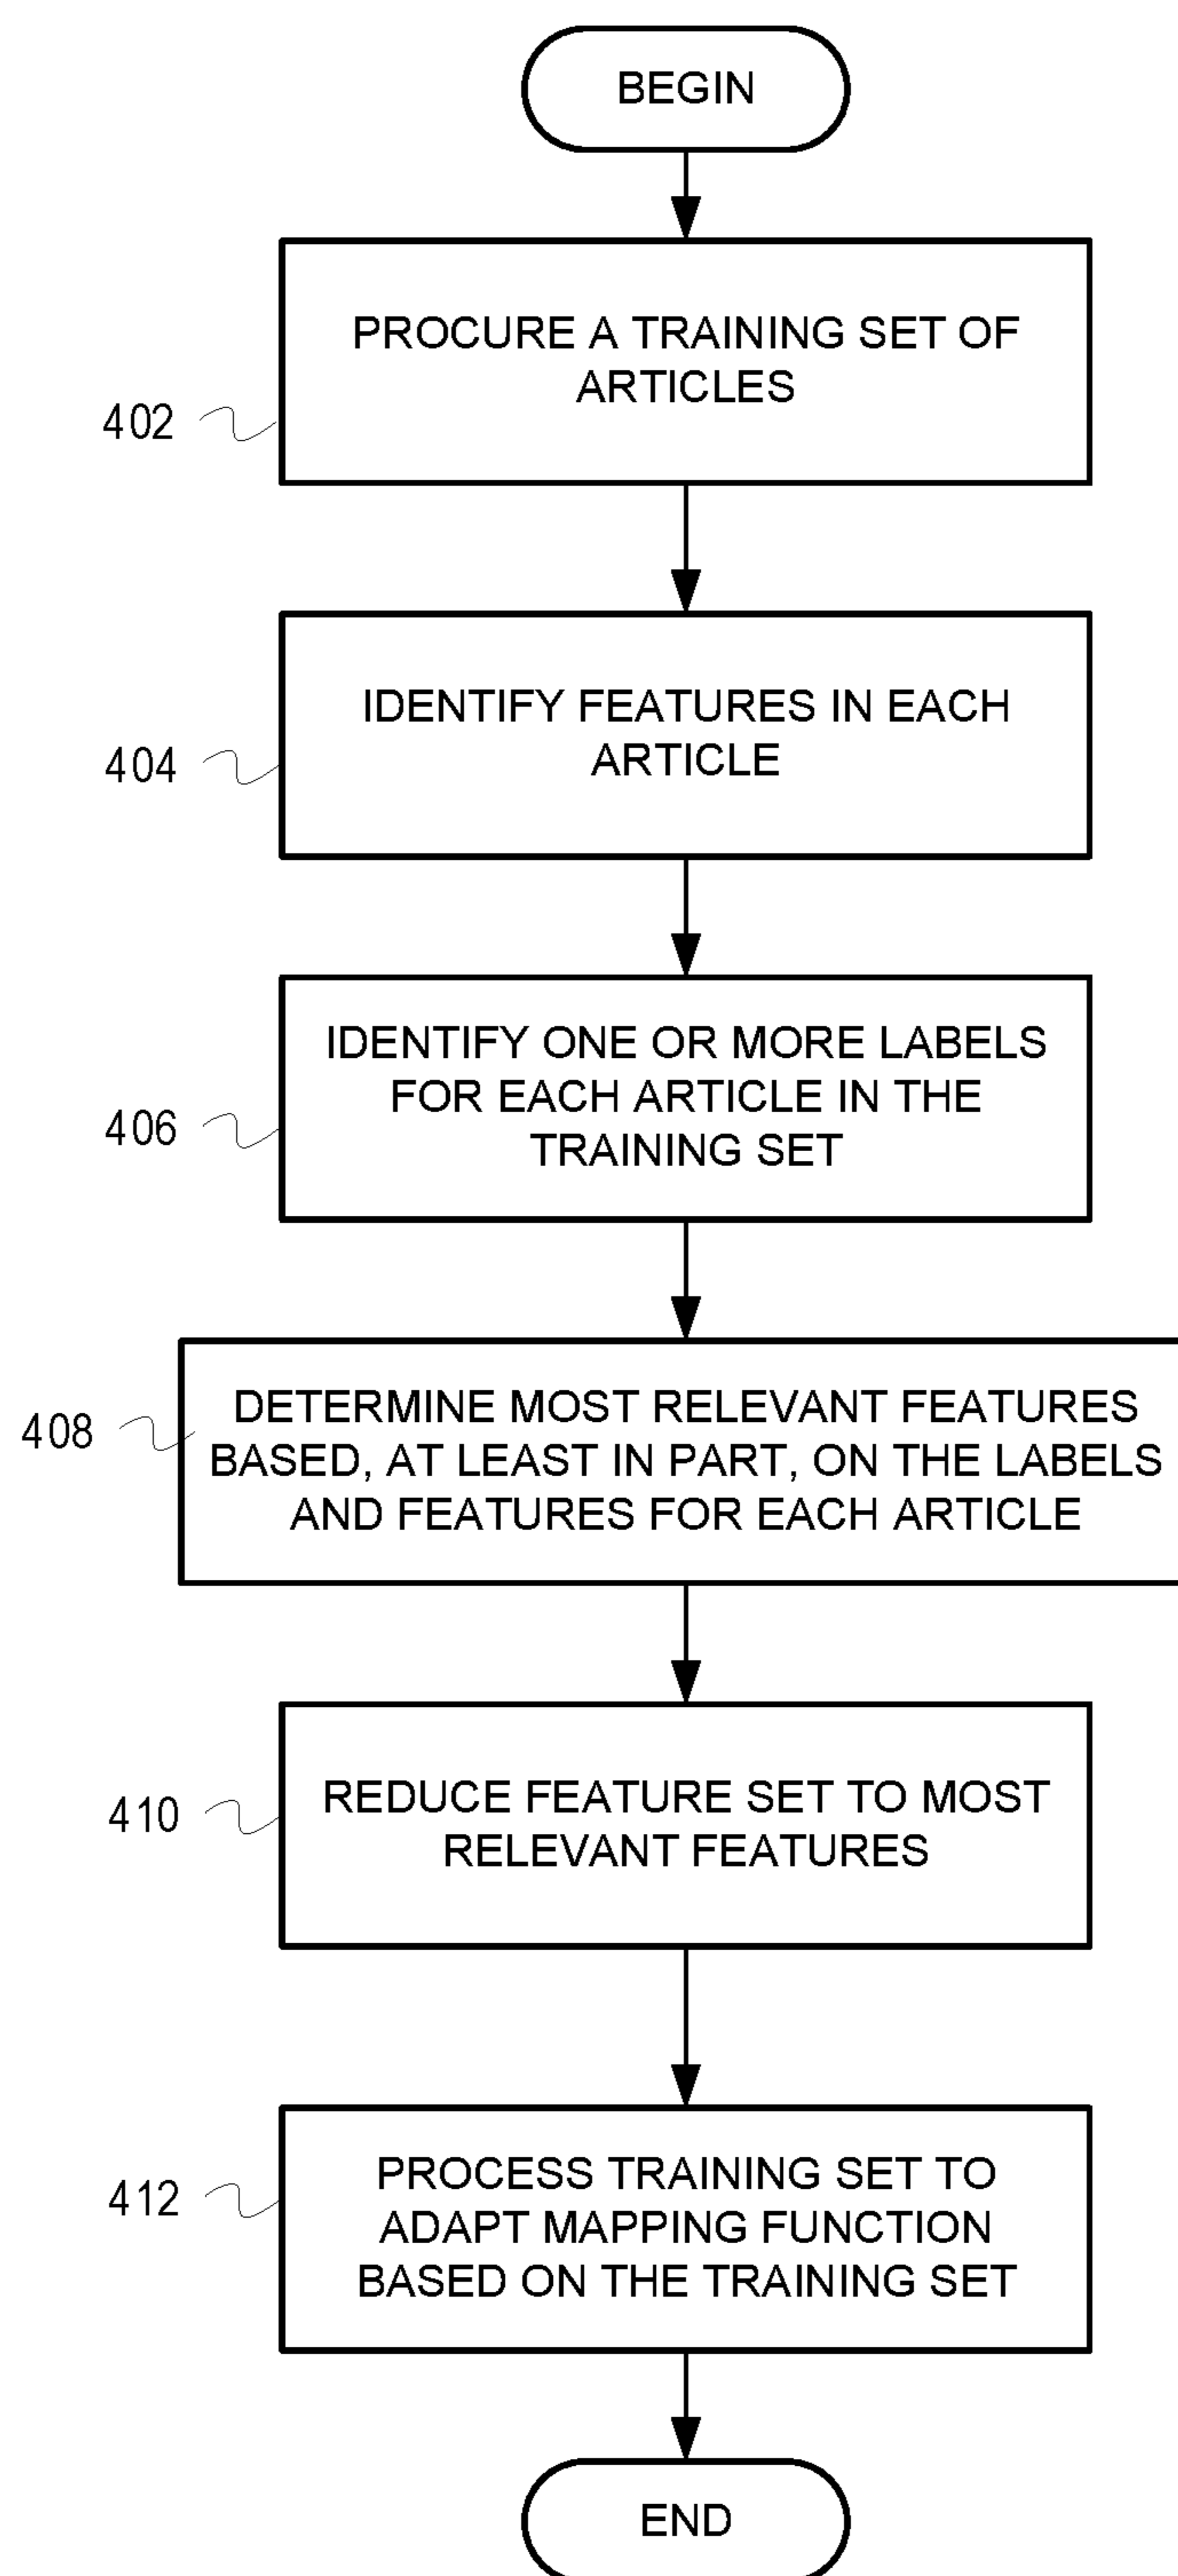 BEGIN
PROCURE A TRAINING SET OF
ARTICLES
402
IDENTIFY FEATURES IN EACH
ARTICLE
404
IDENTIFY ONE OR MORE LABELS
FOR EACH ARTICLE IN THE
TRAINING SET
406
DETERMINE MOST RELEVANT FEATURES
BASED, AT LEAST IN PART, ON THE LABELS
AND FEATURES FOR EACH ARTICLE
408
REDUCE FEATURE SET TO MOST
RELEVANT FEATURES
410
PROCESS TRAINING SET TO
ADAPT MAPPING FUNCTION
BASED ON THE TRAINING SET
412
END